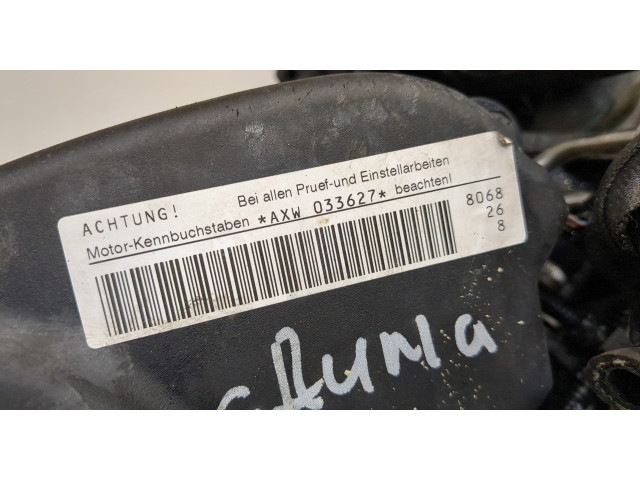 ACHTUNG! Bei allen Pruef-und Einstellarbeiten
Motor-Kennbuchstaben *AXW 033627* beachten!
8068
26
8